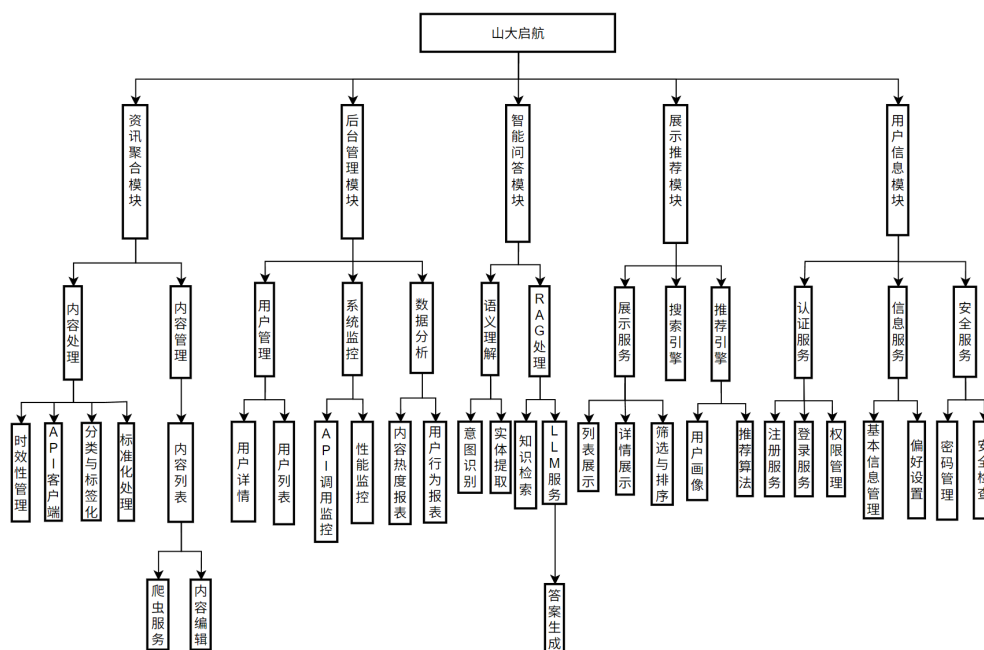 山大启航
资讯聚合模块
后台管理模块
智能问答模块
展示推荐模块
用户信息模块
内容处理
内容管理
用户管理
系统监控
数据分析
语义理解
RAG处理
展示服务
搜索引擎
推荐引擎
认证服务
信息服务
安全服务
时效性管理
API客户端
分类与标签化
标准化处理
内容列表
用户详情
用户列表
API调用监控
性能监控
内容热度报表
用户行为报表
意图识别
实体提取
知识检索
LLM服务
列表展示
详情展示
筛选与排序
用户画像
推荐算法
注册服务
登录服务
权限管理
基本信息管理
偏好设置
密码管理
安全检查
爬虫服务
内容编辑
答案生成